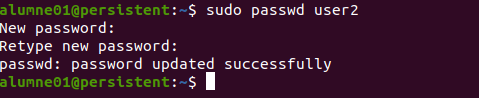 alumne01@persistent:~$ sudo passwd user2
New password:
Retype new password:
passwd: password updated successfully
alumne01@persistent:~$